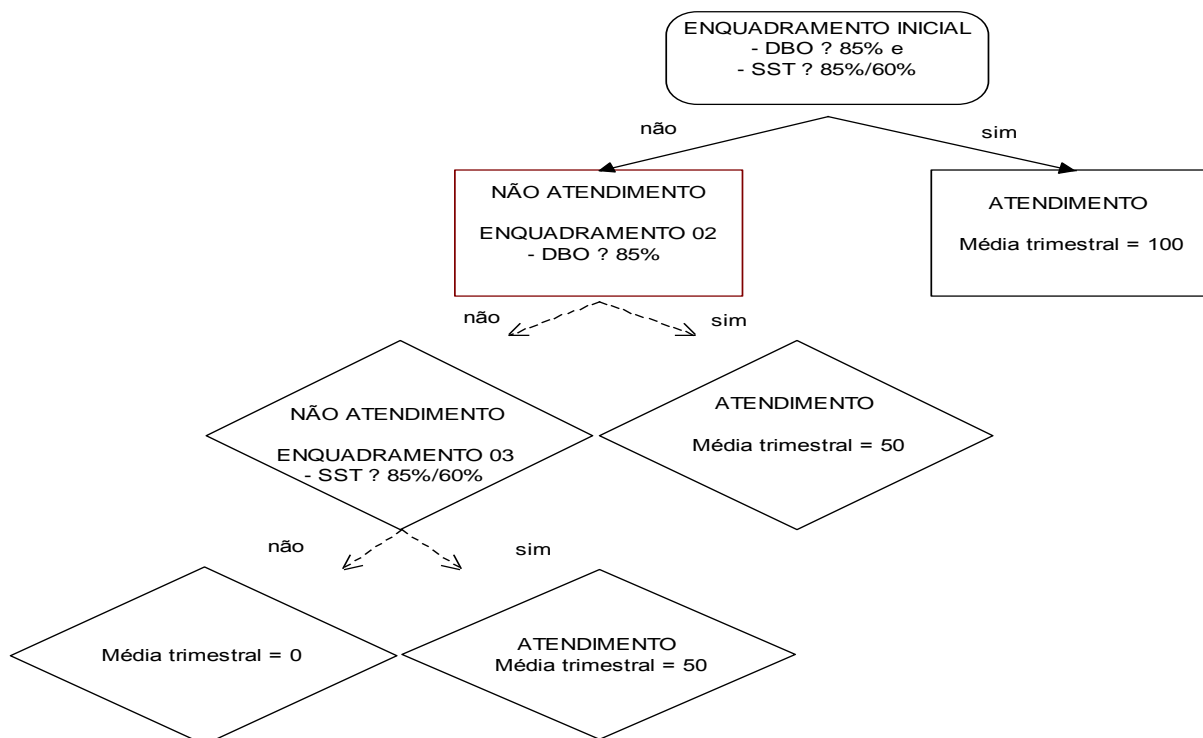 ENQUADRAMENTO INICIAL
- DBO ? 85% e
- SST ? 85%/60%
não
sim
NÃO ATENDIMENTO
ENQUADRAMENTO 02
- DBO ? 85%
ATENDIMENTO
Média trimestral = 100
não
sim
NÃO ATENDIMENTO
ENQUADRAMENTO 03
- SST ? 85%/60%
ATENDIMENTO
Média trimestral = 50
não
sim
Média trimestral = 0
ATENDIMENTO
Média trimestral = 50